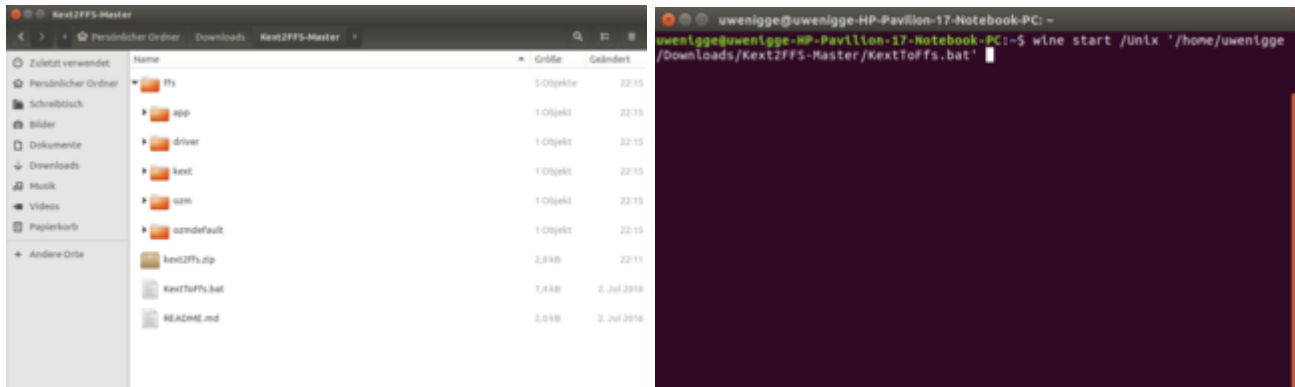 Kext2FFS-Master
Persönlicher Ordner Downloads Kext2FFS-Master
Zuletzt verwendet
Persönlicher Ordner
Schreibtisch
Bilder
Dokumente
Downloads
Musik
Videos
Papierkorb
+ Andere Orte
Name Größe Geändert
ffs 5 Objekte 22:15
app 1 Objekt 22:15
driver 1 Objekt 22:15
kext 1 Objekt 22:15
ozm 1 Objekt 22:15
ozmdefault 1 Objekt 22:15
kext2ffs.zip 2,9 kB 22:11
KextToFfs.bat 7,4 kB 2. Jul 2016
README.md 2,0 kB 2. Jul 2016
uwenigge@uwenigge-HP-Pavilion-17-Notebook-PC: ~
uwenigge@uwenigge-HP-Pavilion-17-Notebook-PC:~$ wine start /Unix '/home/uwenigge
/Downloads/Kext2FFS-Master/KextToFfs.bat'